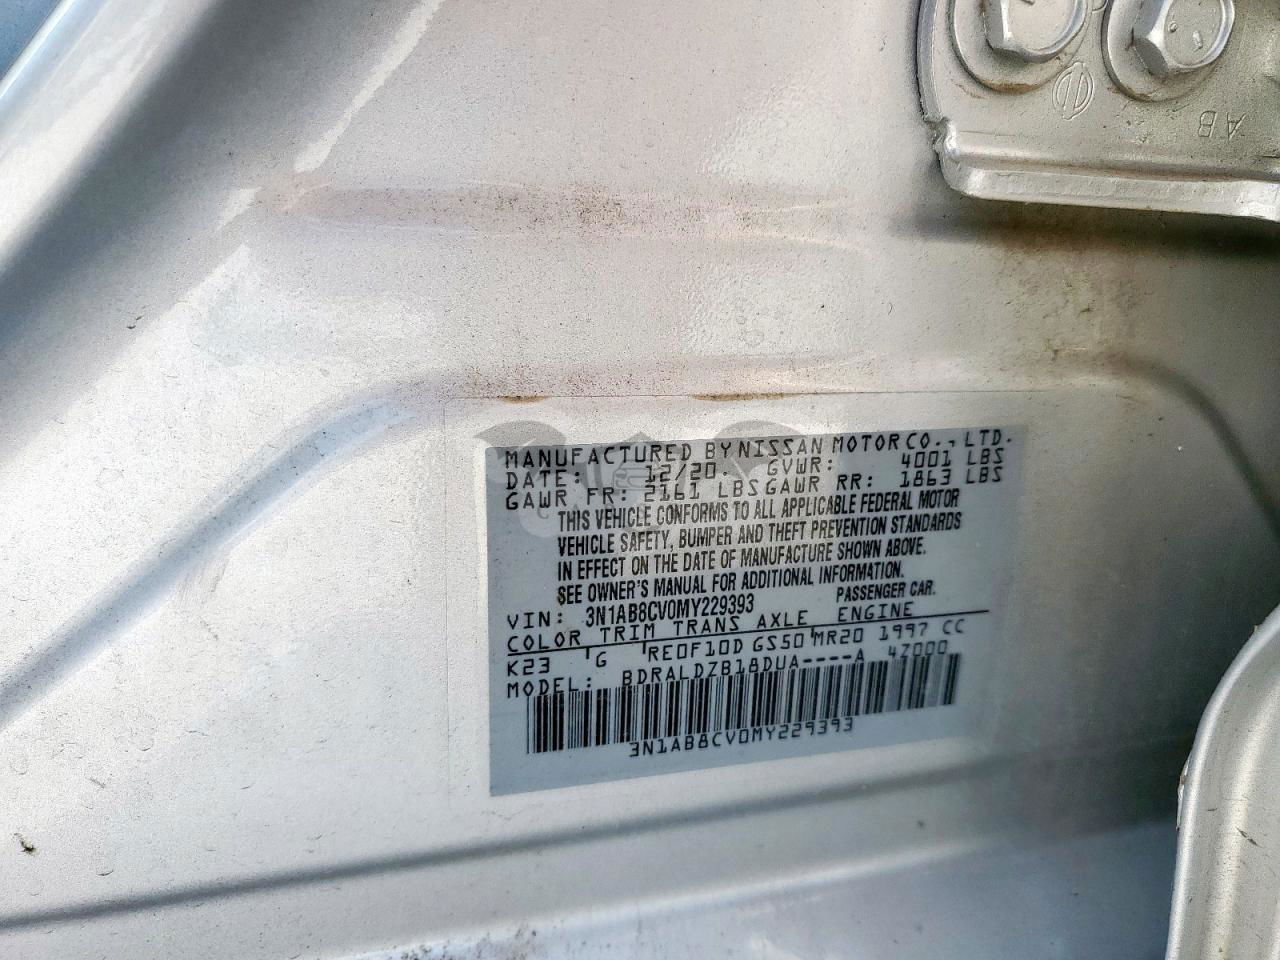 AB
MANUFACTURED BY NISSAN MOTOR CO., LTD.
DATE: 12/20. GVWR: 4001 LBS
GAWR FR: 2161 LBS GAWR RR: 1863 LBS
THIS VEHICLE CONFORMS TO ALL APPLICABLE FEDERAL MOTOR
VEHICLE SAFETY, BUMPER AND THEFT PREVENTION STANDARDS
IN EFFECT ON THE DATE OF MANUFACTURE SHOWN ABOVE.
SEE OWNER'S MANUAL FOR ADDITIONAL INFORMATION.
VIN: 3N1AB8CV0MY229393 PASSENGER CAR.
COLOR TRIM TRANS AXLE ENGINE
K23 G RE0F10D GS50 MR20 1997 CC
MODEL: BDRALDZB18DUA----A 4Z000
3N1AB8CV0MY229393